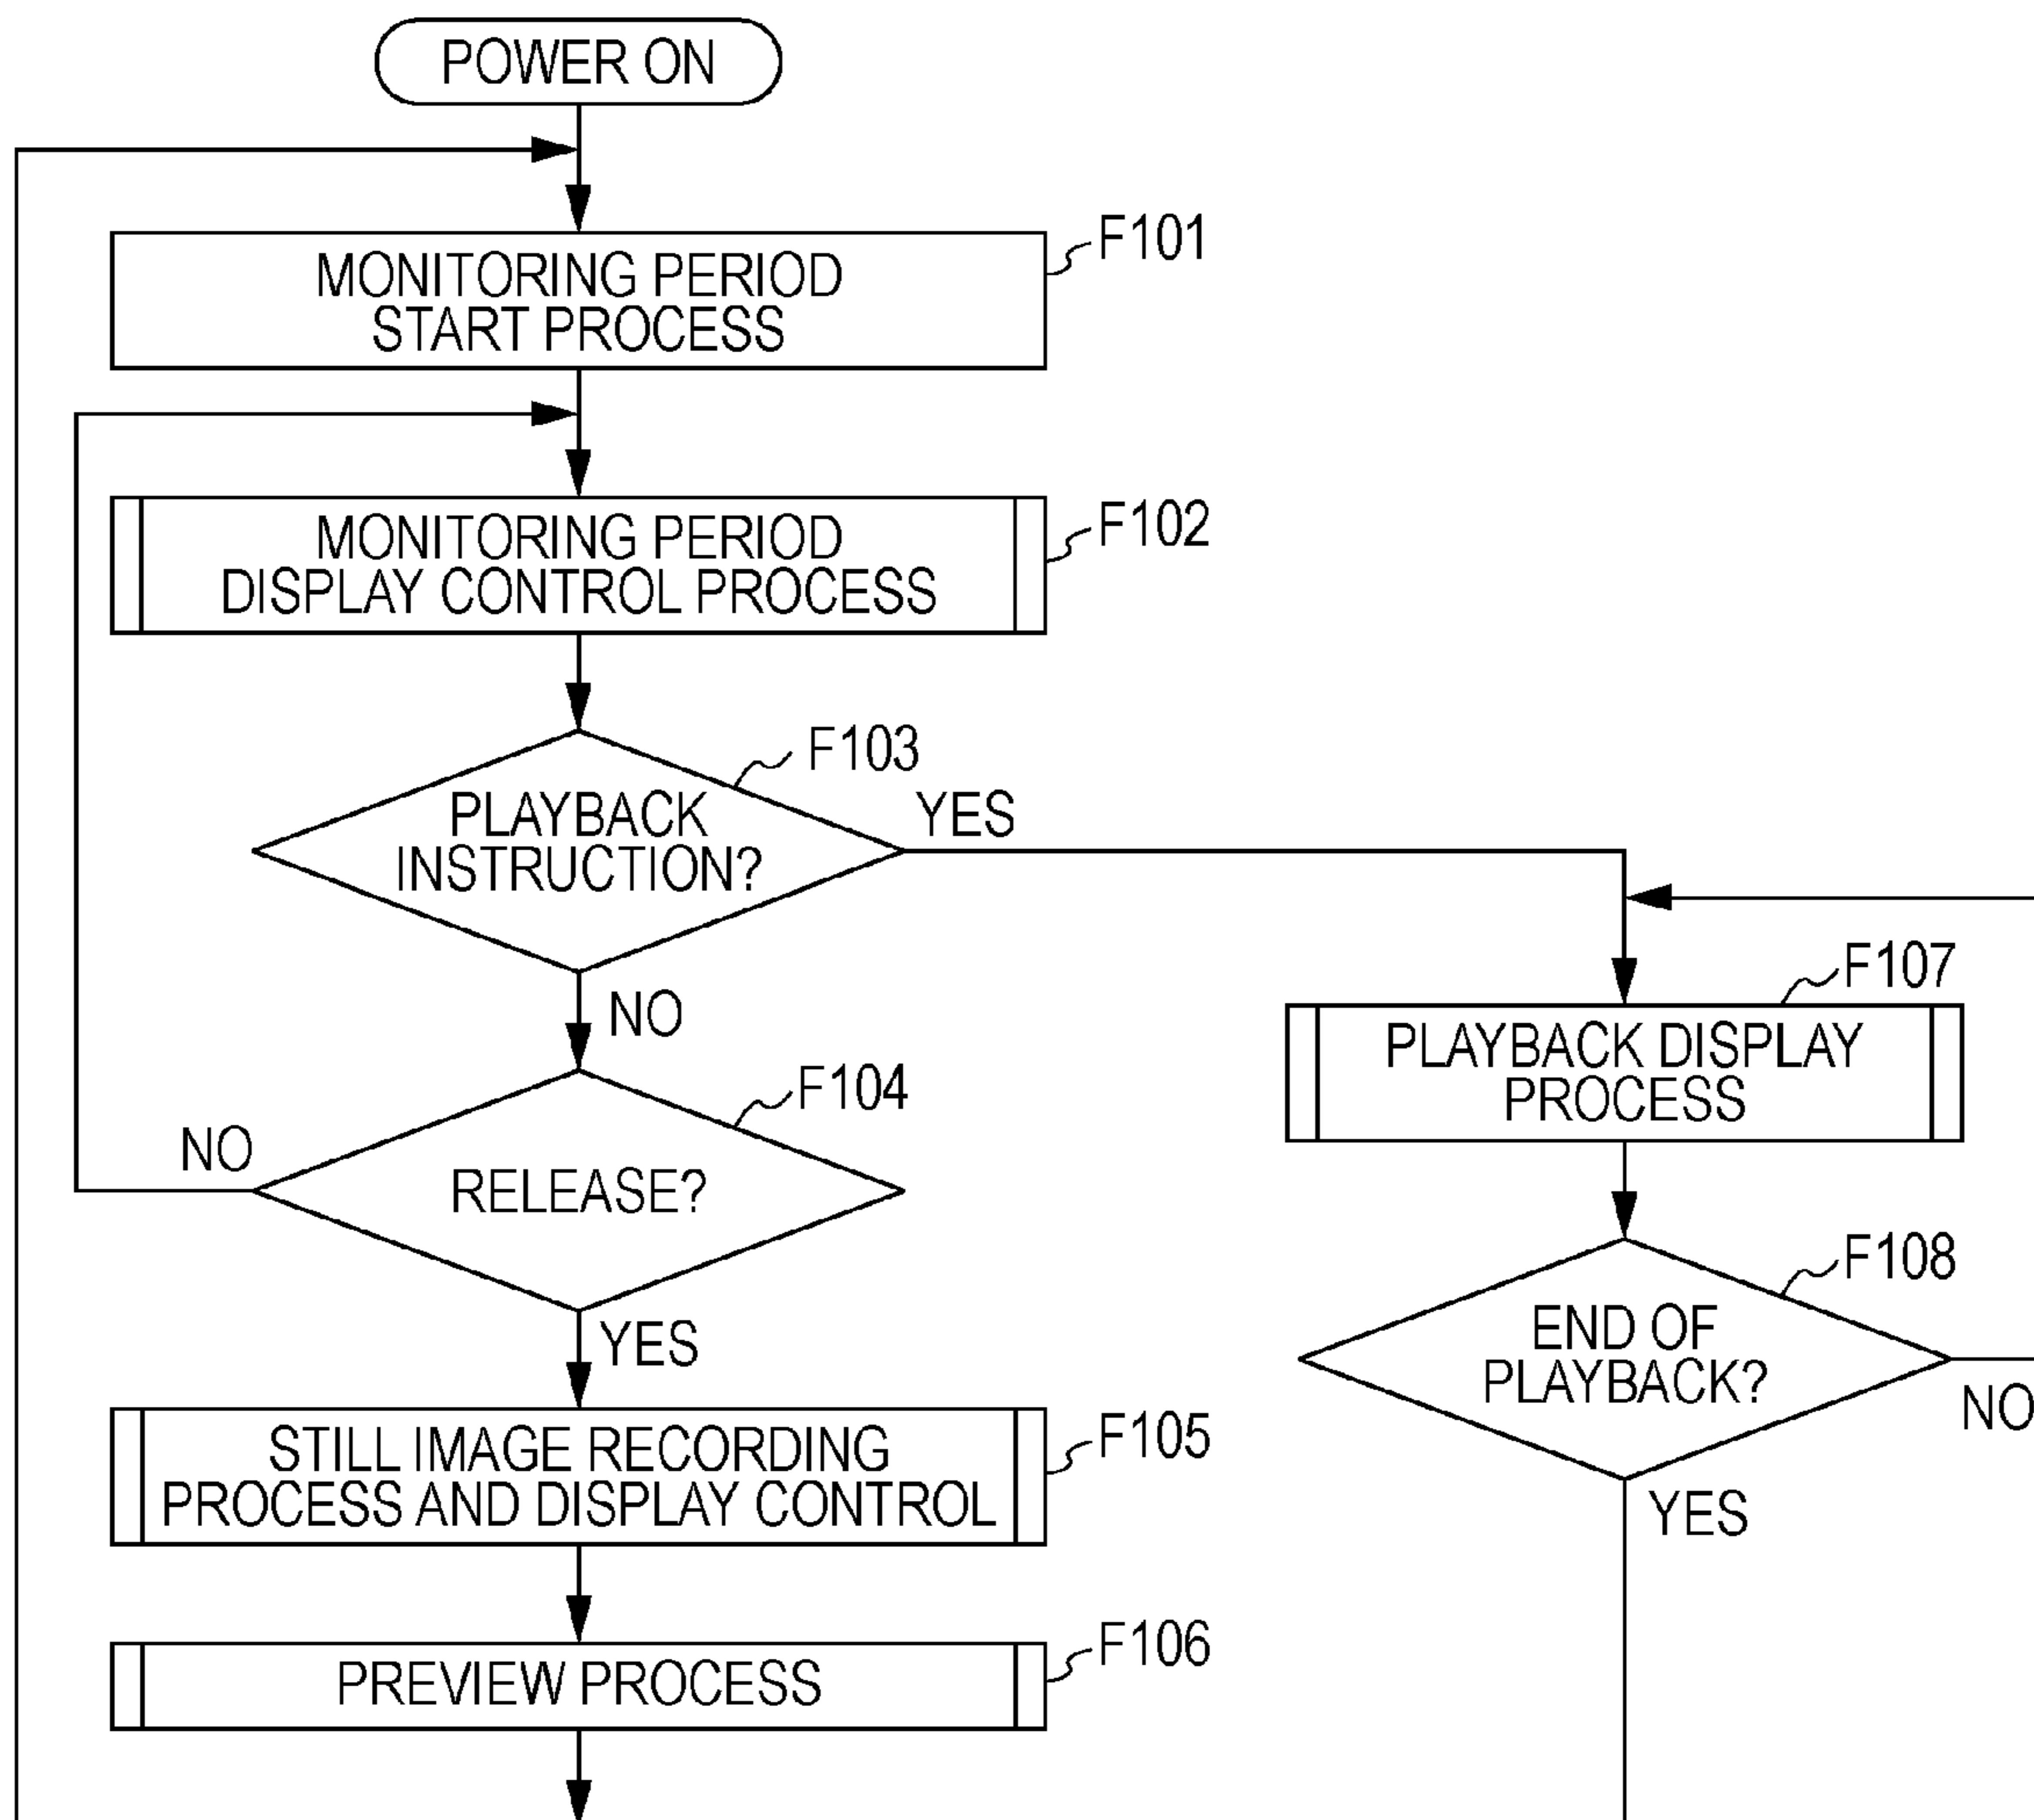 POWER ON
MONITORING PERIOD
START PROCESS
F101
MONITORING PERIOD
DISPLAY CONTROL PROCESS
F102
F103
PLAYBACK
INSTRUCTION?
YES
NO
F104
RELEASE?
NO
YES
STILL IMAGE RECORDING
PROCESS AND DISPLAY CONTROL
F105
PREVIEW PROCESS
F106
F107
PLAYBACK DISPLAY
PROCESS
F108
END OF
PLAYBACK?
NO
YES